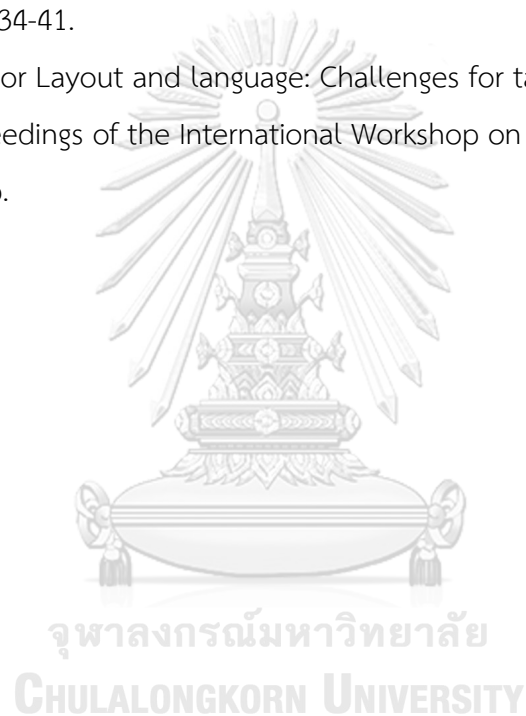 34-41.
or Layout and language: Challenges for ta
edings of the International Workshop on
.
จุฬาลงกรณ์มหาวิทยาลัย
CHULALONGKORN UNIVERSITY